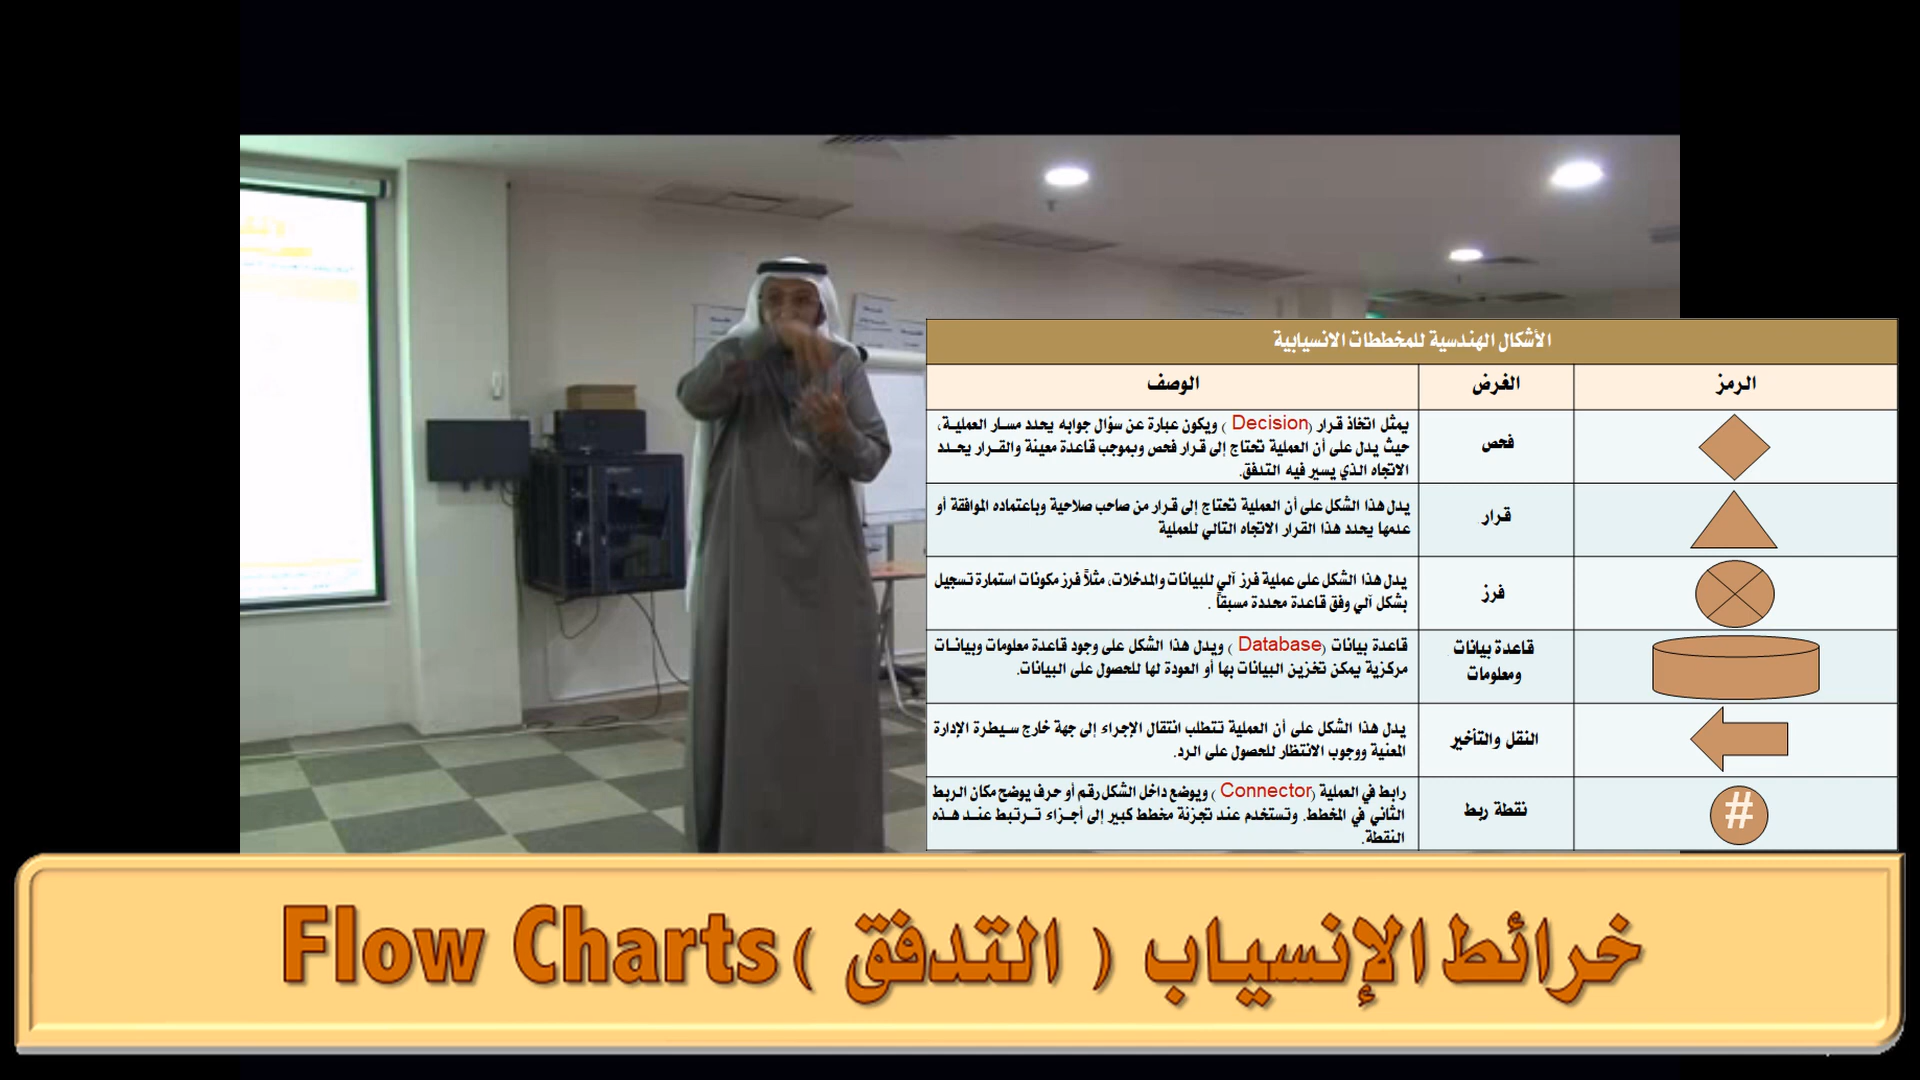 الأشكال الهندسية للمخططات الانسيابية
الرمز
الغرض
الوصف
فحص
يمثل اتخاذ قرار (Decision) ويكون عبارة عن سؤال جوابه يحدد مسار العملية،
حيث يدل على أن العملية تحتاج إلى قرار فحص وبموجب قاعدة معينة والقرار يحدد
الاتجاه الذي يسير فيه التدفق.
قرار
يدل هذا الشكل على أن العملية تحتاج إلى قرار من صاحب صلاحية وباعتماده الموافقة أو
عدمها يحدد هذا القرار الاتجاه التالي للعملية
فرز
يدل هذا الشكل على عملية فرز آلي للبيانات والمدخلات، مثلاً فرز مكونات استمارة تسجيل
بشكل آلي وفق قاعدة محددة مسبقاً .
قاعدة بيانات
ومعلومات
قاعدة بيانات (Database) ويدل هذا الشكل على وجود قاعدة معلومات وبيانات
مركزية يمكن تخزين البيانات بها أو العودة لها للحصول على البيانات.
النقل والتأخير
يدل هذا الشكل على أن العملية تتطلب انتقال الإجراء إلى جهة خارج سيطرة الإدارة
المعنية ووجوب الانتظار للحصول على الرد.
#
نقطة ربط
رابط في العملية (Connector) ويوضع داخل الشكل رقم أو حرف يوضح مكان الربط
الثاني في المخطط. وتستخدم عند تجزئة مخطط كبير إلى أجزاء ترتبط عند هذه
النقطة.
خرائط الإنسياب ( التدفق ) Flow Charts